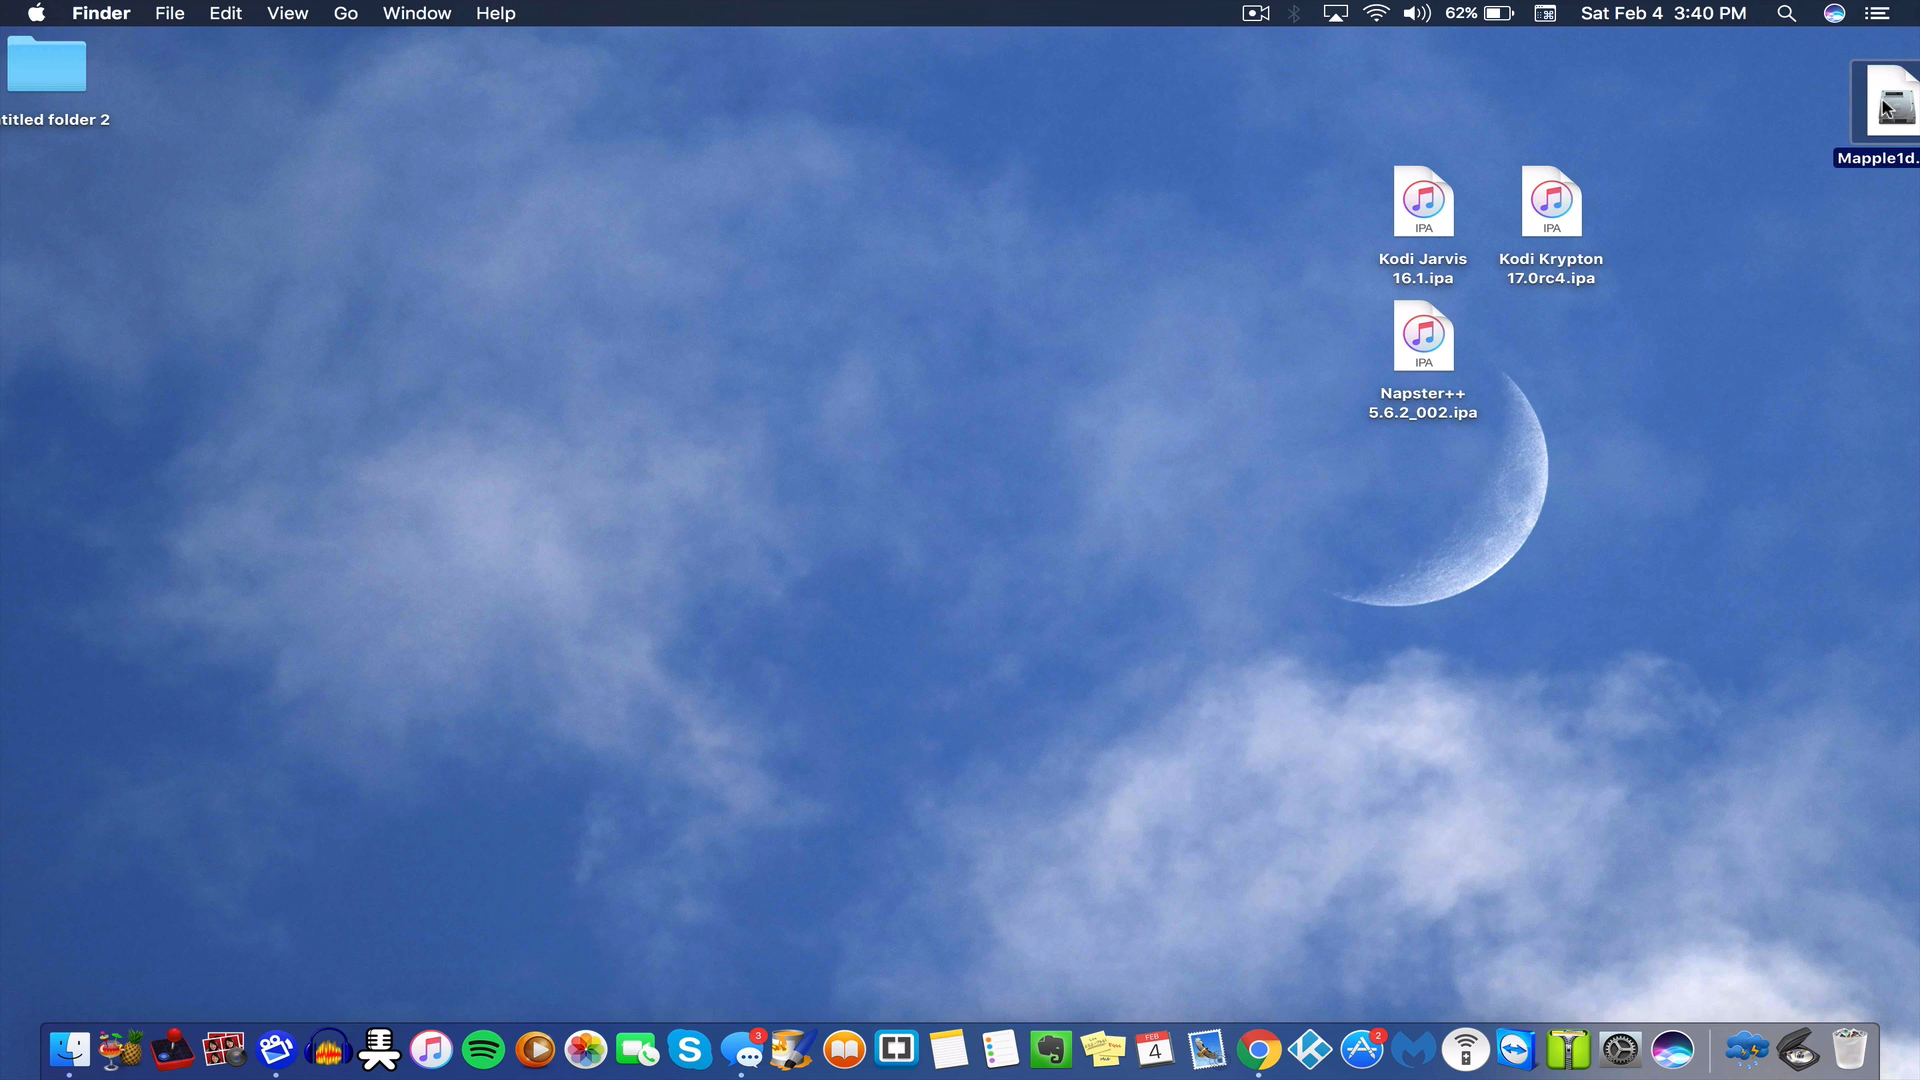 Finder File Edit View Go Window Help 62% Sat Feb 4 3:40 PM
titled folder 2
Mapple1d.
IPA
Kodi Jarvis
16.1.ipa
IPA
Kodi Krypton
17.0rc4.ipa
IPA
Napster++
5.6.2_002.ipa
3
FEB
4
2